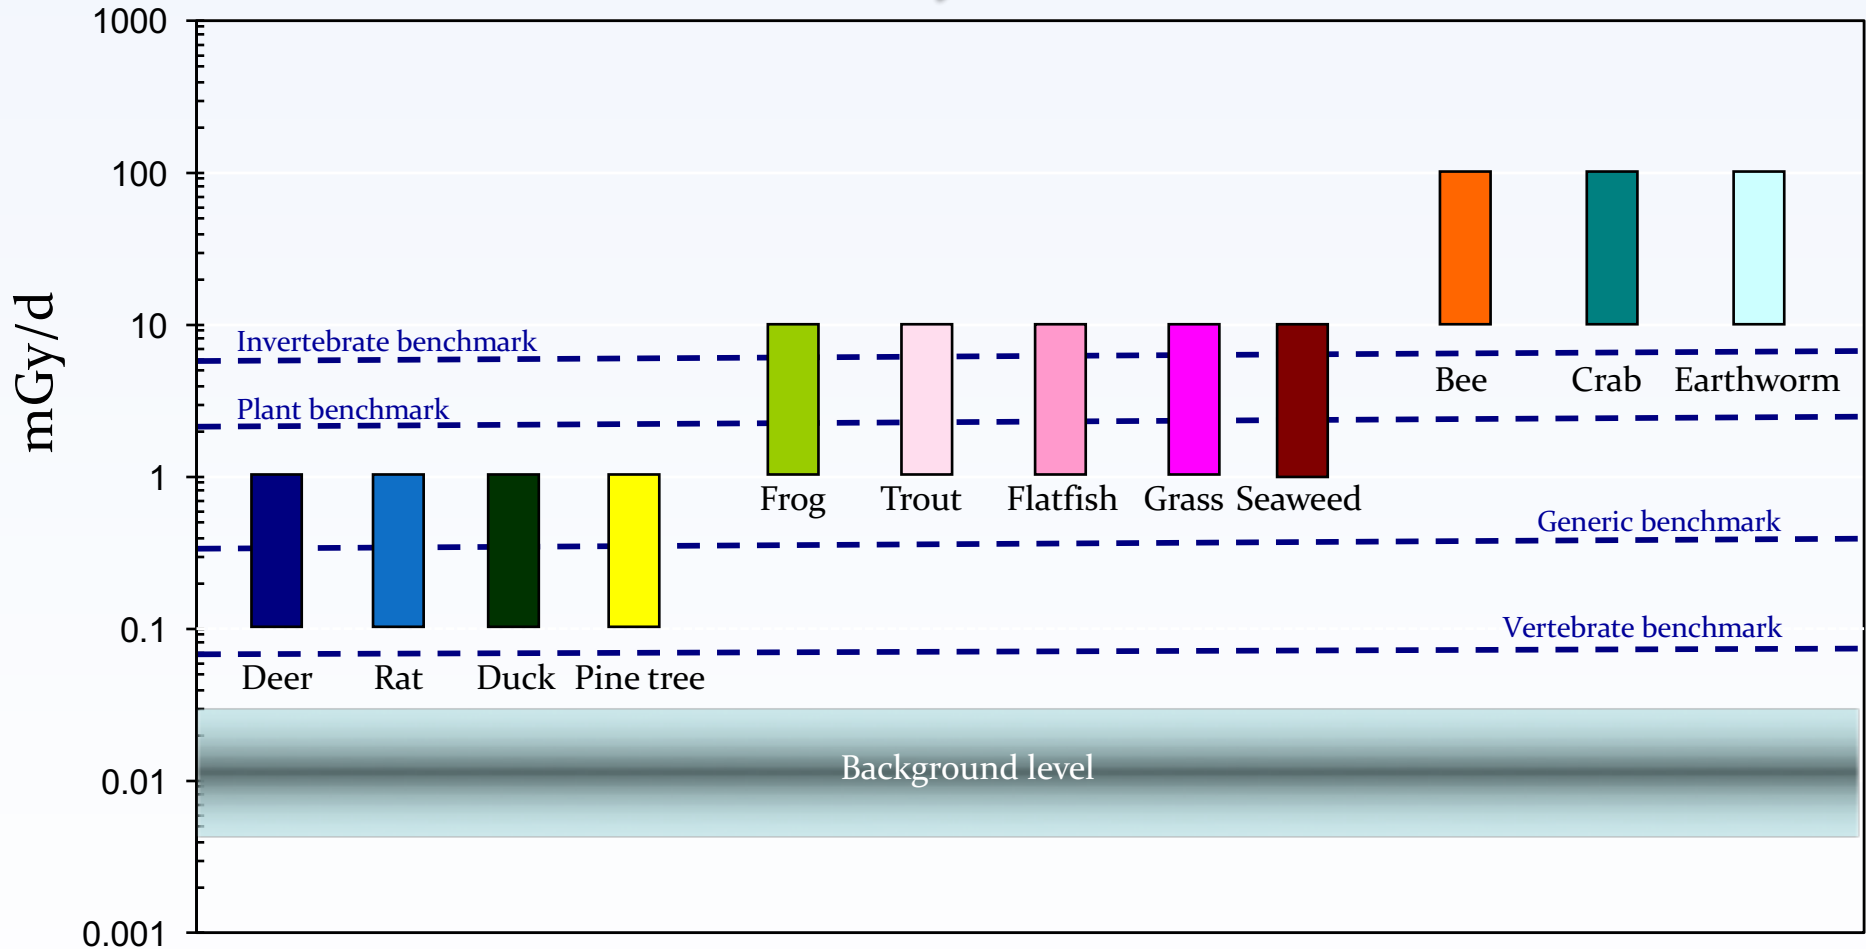 1000
100
10
1
0.1
0.01
0.001
mGy/d
Invertebrate benchmark
Plant benchmark
Bee Crab Earthworm
Frog Trout Flatfish Grass Seaweed
Generic benchmark
Vertebrate benchmark
Deer Rat Duck Pine tree
Background level